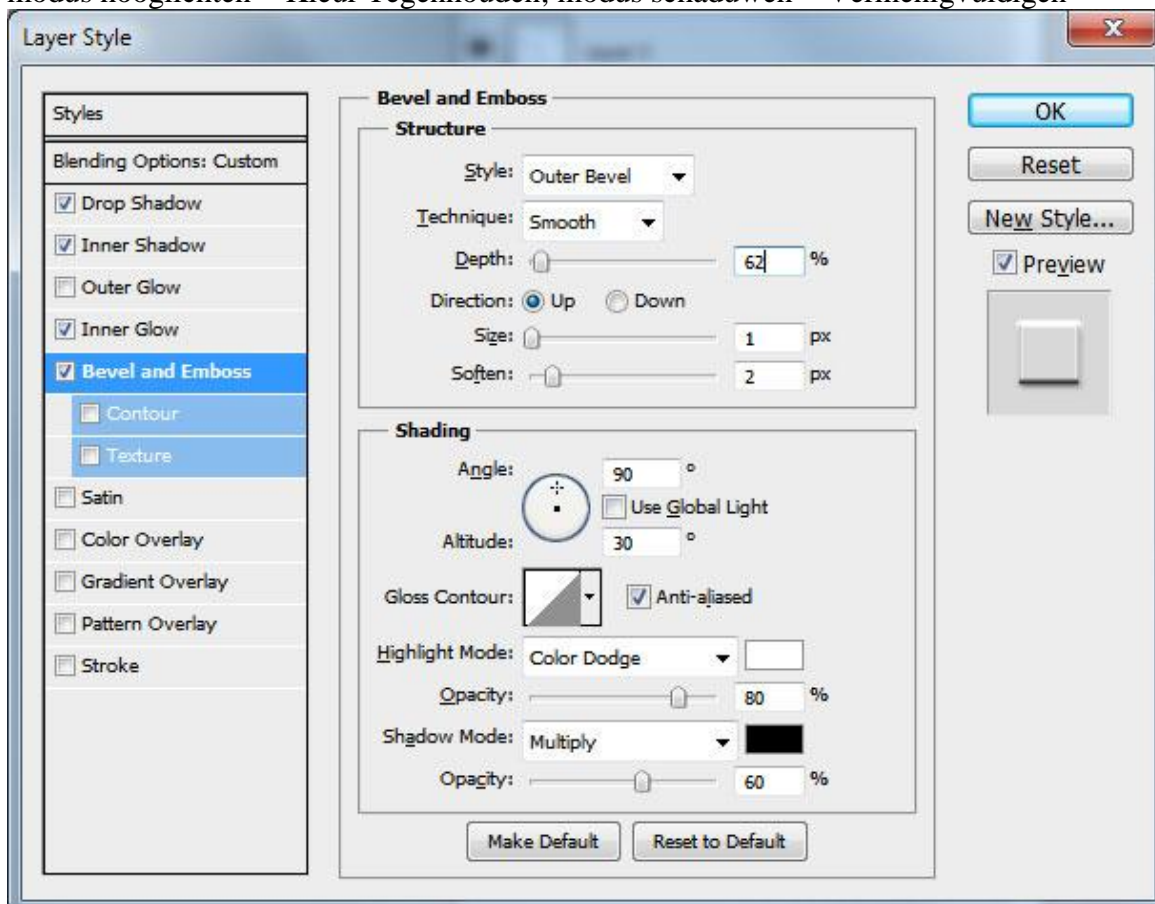 modus hooglichten = Kleur Tegenhouden, modus schaduwen = Vermenigvuldigen
Layer Style
Styles
Blending Options: Custom
Drop Shadow
Inner Shadow
Outer Glow
Inner Glow
Bevel and Emboss
Contour
Texture
Satin
Color Overlay
Gradient Overlay
Pattern Overlay
Stroke
Bevel and Emboss
Structure
Style: Outer Bevel
Technique: Smooth
Depth: 62 %
Direction: Up Down
Size: 1 px
Soften: 2 px
Shading
Angle: 90 °
Use Global Light
Altitude: 30 °
Gloss Contour: Anti-aliased
Highlight Mode: Color Dodge
Opacity: 80 %
Shadow Mode: Multiply
Opacity: 60 %
Make Default Reset to Default
OK
Reset
New Style...
Preview